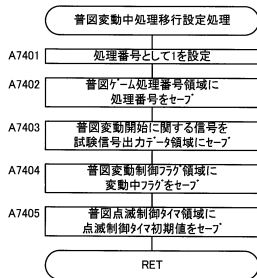 普図変動中処理移行設定処理
A7401
処理番号として1を設定
A7402
普図ゲーム処理番号領域に
処理番号をセーブ
A7403
普図変動開始に関する信号を
試験信号出力データ領域にセーブ
A7404
普図変動制御フラグ領域に
変動中フラグをセーブ
A7405
普図点滅制御タイマ領域に
点滅制御タイマ初期値をセーブ
RET